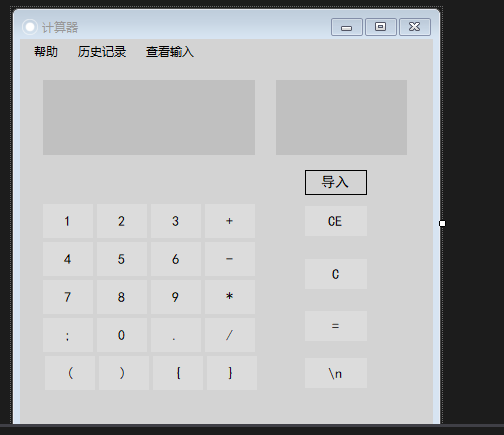 计算器
帮助 历史记录 查看输入
导入
1 2 3 + CE
4 5 6 - C
7 8 9 *
; 0 . / =
( ) { } \n